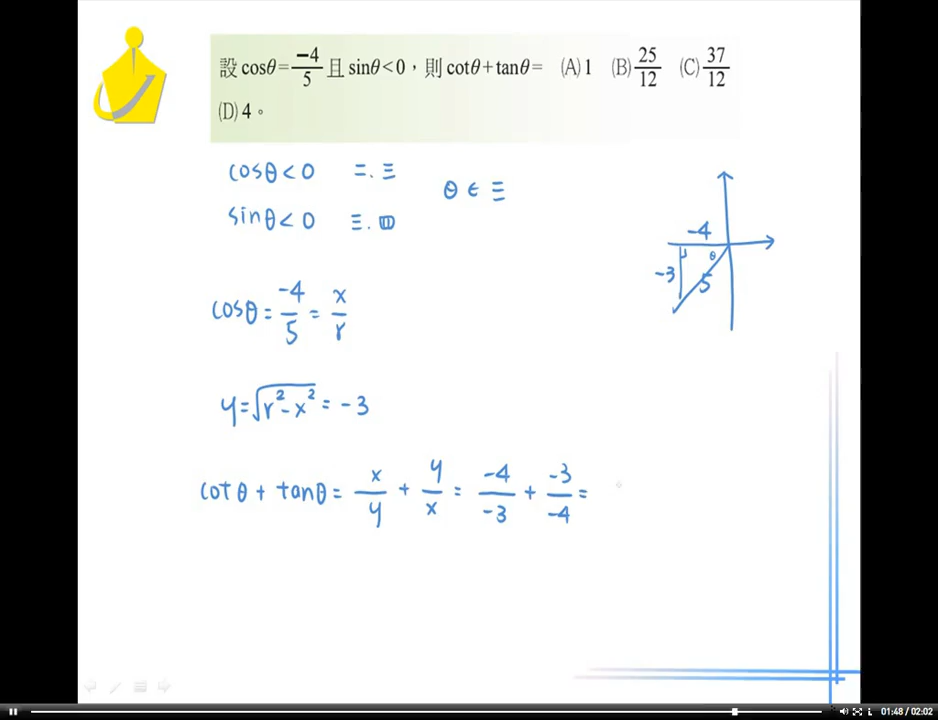 設 cosθ=-4/5 且 sinθ<0，則 cotθ+tanθ= (A) 1 (B) 25/12 (C) 37/12
(D) 4。
cosθ<0 二.三
sinθ<0 三.四
θ∈三
-4
θ
-3
5
cosθ=-4/5=x/r
y=√(r²-x²)=-3
cotθ+tanθ=x/y+y/x=-4/-3+-3/-4=
01:48 / 02:02